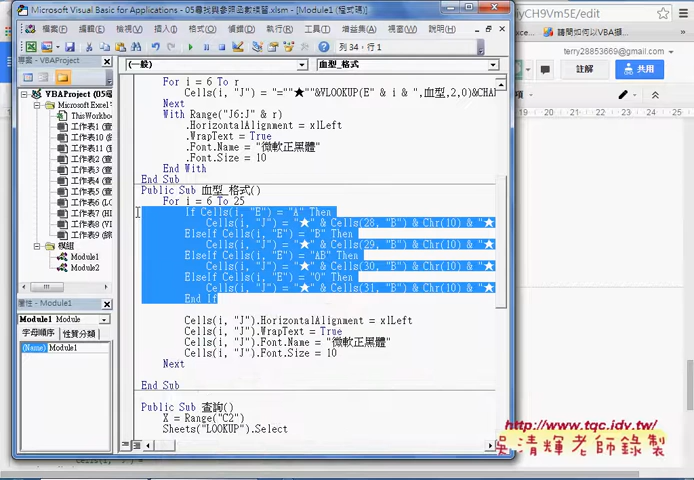 Microsoft Visual Basic for Applications - 05尋找與參照函數複習.xlsm - [Module1 (程式碼)]
yCH9Vm5E/edit
terry28853669@gmail.com
檔案(F) 編輯(E) 檢視(V) 插入(I) 格式(O) 偵錯(D) 執行(R) 工具(T) 增益集(A) 視窗(W) 說明(H)
第 34 行, 第 1
註解
共用
專案 - VBAProject
(一般)
血型_格式
VBAProject (05尋
Microsoft Excel
ThisWorkbo
工作表1 (10
工作表10 (
工作表11 (
工作表2
工作表3
工作表4
工作表5 (
工作表6
工作表7 (
工作表8 (
工作表9 (
模組
Module1
Module2
屬性 - Module1
Module1 Module
字母順序 性質分類
(Name) Module1
For i = 6 To r
Cells(i, "J") = "=""★""&VLOOKUP(E" & i & ",血型,2,0)&CHA
Next
With Range("J6:J" & r)
.HorizontalAlignment = xlLeft
.WrapText = True
.Font.Name = "微軟正黑體"
.Font.Size = 10
End With
End Sub
Public Sub 血型_格式()
For i = 6 To 25
If Cells(i, "E") = "A" Then
Cells(i, "J") = "★" & Cells(28, "B") & Chr(10) & "★
ElseIf Cells(i, "E") = "B" Then
Cells(i, "J") = "★" & Cells(29, "B") & Chr(10) & "★
ElseIf Cells(i, "E") = "AB" Then
Cells(i, "J") = "★" & Cells(30, "B") & Chr(10) & "★
ElseIf Cells(i, "E") = "O" Then
Cells(i, "J") = "★" & Cells(31, "B") & Chr(10) & "★
End If
Cells(i, "J").HorizontalAlignment = xlLeft
Cells(i, "J").WrapText = True
Cells(i, "J").Font.Name = "微軟正黑體"
Cells(i, "J").Font.Size = 10
Next
End Sub
Public Sub 查詢()
X = Range("C2")
Sheets("LOOKUP").Select
http://www.tqc.idv.tw/
吳清輝老師錄製